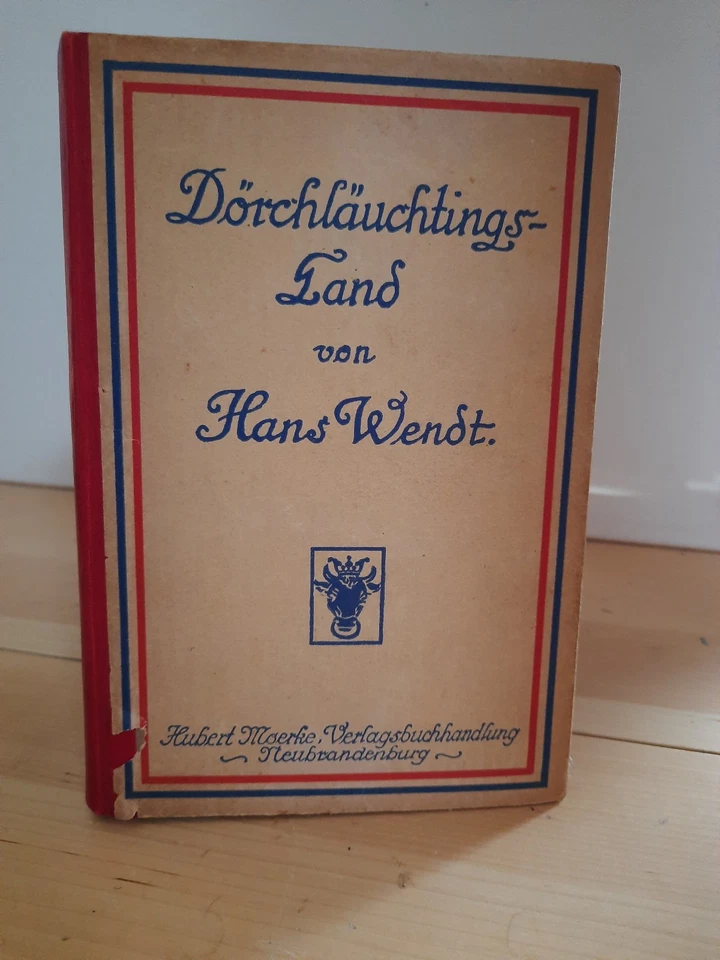 Dörchläuchtings-
Land
von
Hans Wendt.
Hubert Moerke, Verlagsbuchhandlung
~ Neubrandenburg ~